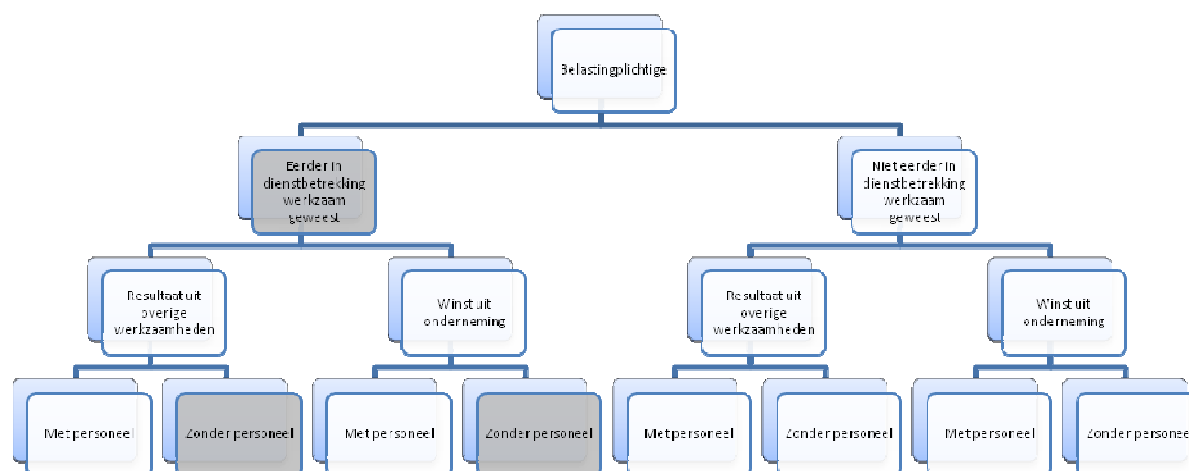 Belastingplichtige
Eerder in
dienstbetrekking
werkzaam
geweest
Niet eerder in
dienstbetrekking
werkzaam
geweest
Resultaat uit
overige
werkzaamheden
Winst uit
onderneming
Resultaat uit
overige
werkzaamheden
Winst uit
onderneming
Met personeel
Zonder personeel
Met personeel
Zonder personeel
Met personeel
Zonder personeel
Met personeel
Zonder personeel